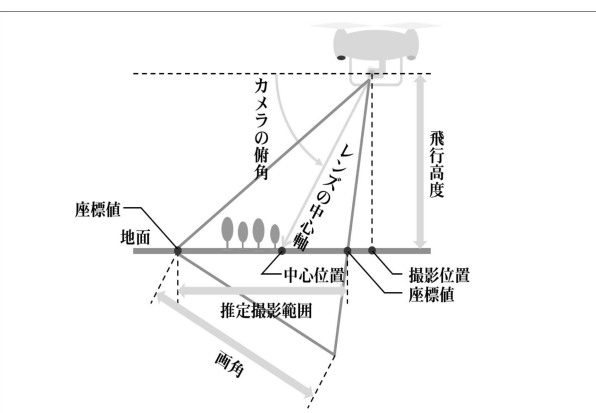 カメラの俯角
飛行高度
レンズの中心軸
座標値
地面
中心位置
撮影位置
座標値
推定撮影範囲
画角